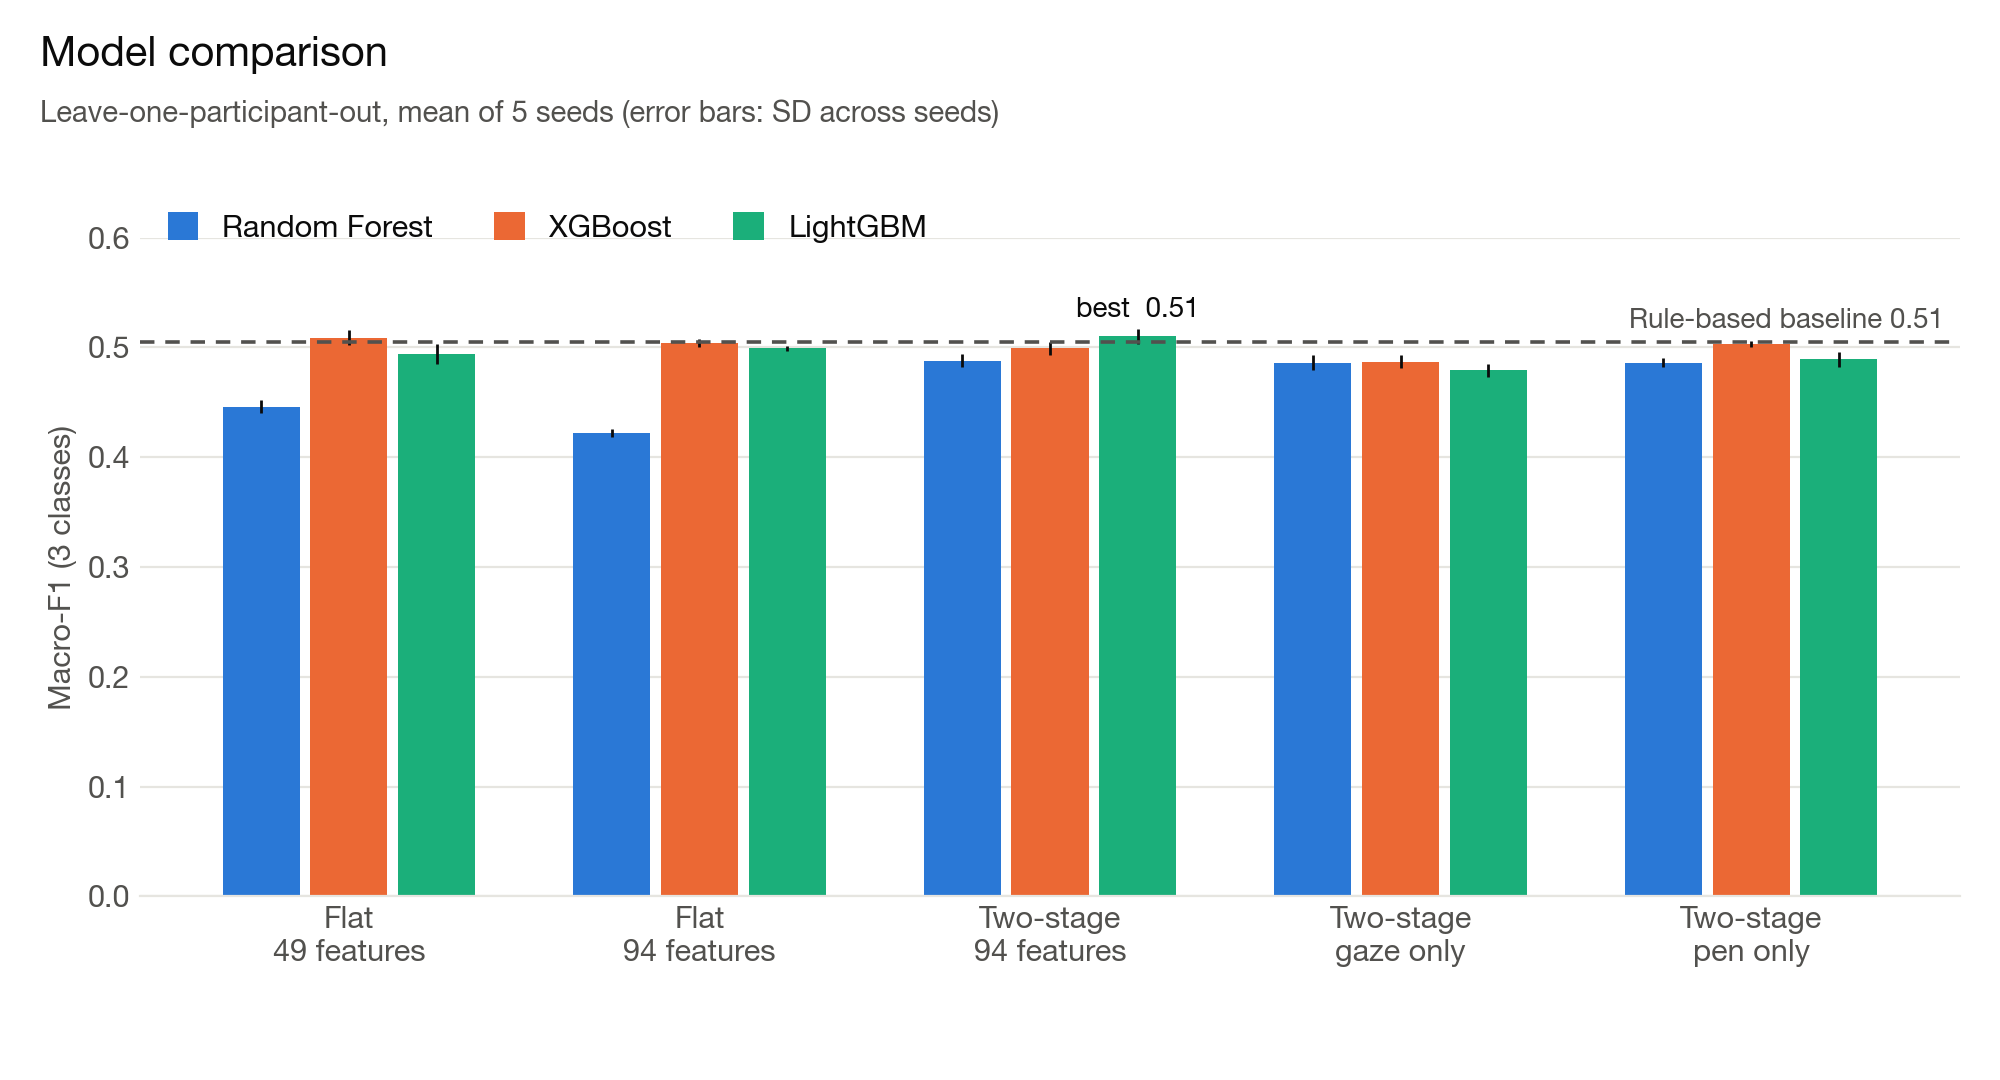 Model comparison
Leave-one-participant-out, mean of 5 seeds (error bars: SD across seeds)
Random Forest XGBoost LightGBM
0.6
best 0.51
Rule-based baseline 0.51
0.5
0.4
0.3
0.2
0.1
0.0
Macro-F1 (3 classes)
Flat
49 features
Flat
94 features
Two-stage
94 features
Two-stage
gaze only
Two-stage
pen only